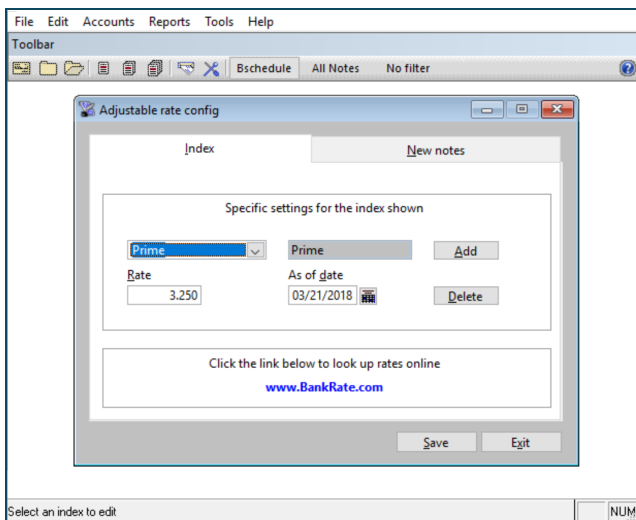 File Edit Accounts Reports Tools Help
Toolbar
Bschedule All Notes No filter
Adjustable rate config
Index New notes
Specific settings for the index shown
Prime Prime Add
Rate As of date
3.250 03/21/2018 Delete
Click the link below to look up rates online
www.BankRate.com
Save Exit
Select an index to edit NUM